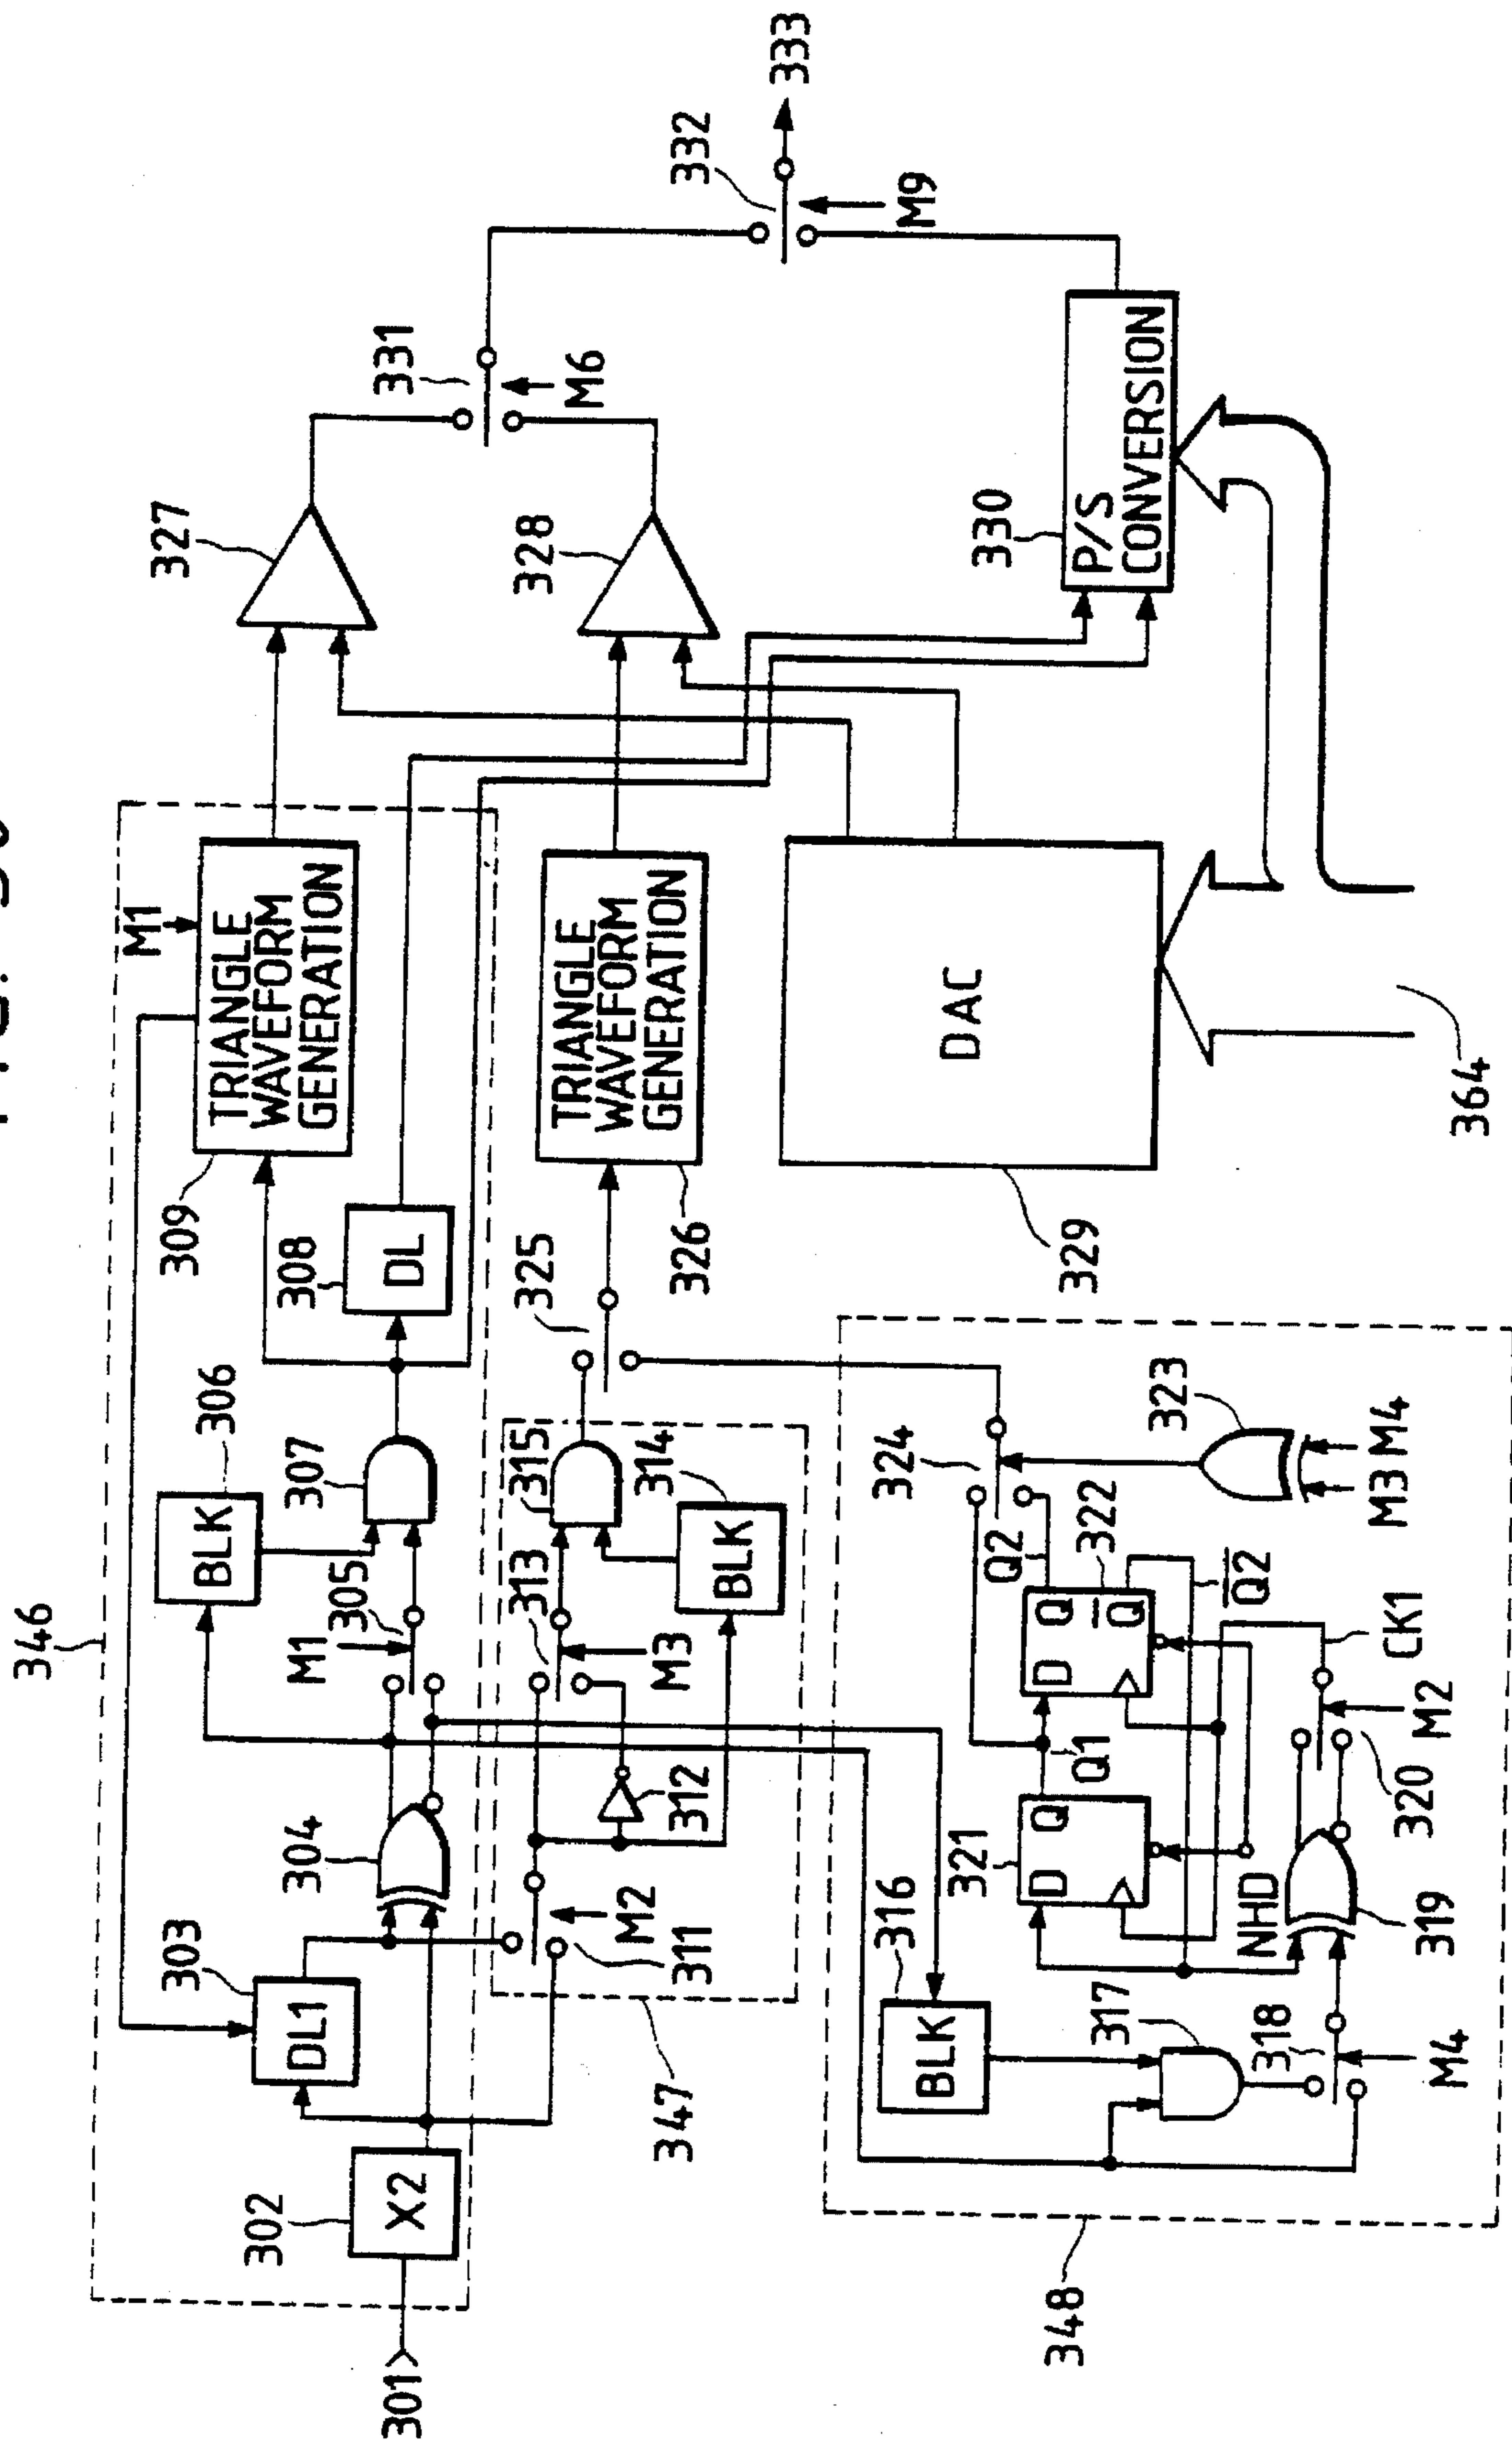 346
301
302
X2
303
DL1
304
M1
305
306
BLK
307
308
DL
309
M1
TRIANGLE
WAVEFORM
GENERATION
327
331
M6
332
M9
333
347
311
M2
312
313
M3
314
BLK
315
325
326
TRIANGLE
WAVEFORM
GENERATION
328
329
DAC
330
P/S
CONVERSION
364
348
316
BLK
317
318
M4
319
NHD
320
M2
CK1
321
D
Q
Q1
322
D
Q
Q̅
Q2
Q̅2̅
324
323
M3
M4